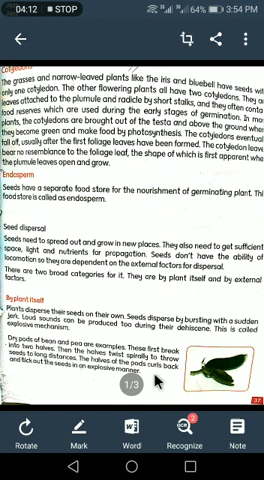 04:12 STOP 64% 3:54 PM
Cotyledons
The grasses and narrow-leaved plants like the iris and bluebell have seeds wi
only one cotyledon. The other flowering plants all have two cotyledons. They a
leaves attached to the plumule and radicle by short stalks, and they often conta
food reserves which are used during the early stages of germination. In mos
plants, the cotyledons are brought out of the testa and above the ground wher
they become green and make food by photosynthesis. The cotyledons eventual
fall off, usually after the first foliage leaves have been formed. The cotyledon leave
bear no resemblance to the foliage leaf, the shape of which is first apparent whe
the plumule leaves open and grow.
Endosperm
Seeds have a separate food store for the nourishment of germinating plant. Thi
food store is called as endosperm.
Seed dispersal
Seeds need to spread out and grow in new places. They also need to get sufficient
space, light and nutrients for propagation. Seeds don't have the ability of
locomotion so they are dependent on the external factors for dispersal.
There are two broad categories for it. They are by plant itself and by external
factors.
By plant itself
Plants disperse their seeds on their own. Seeds disperse by bursting with a sudden
jerk. Loud sounds can be produced too during their dehiscence. This is called
explosive mechanism.
Dry pods of bean and pea are examples. These first break
into two halves. Then the halves twist spirally to throw
seeds to long distances. The halves of the pods curls back
and flick out the seeds in an explosive manner.
1/3
37
2
Rotate Mark Word Recognize Note
W
OCR